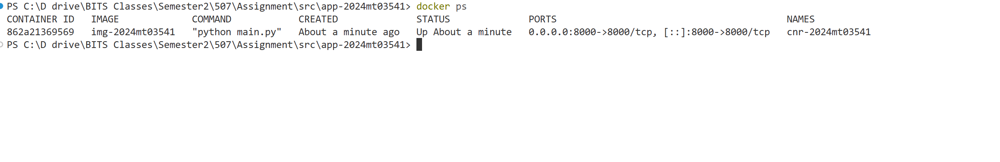 PS C:\D drive\BITS Classes\Semester2\507\Assignment\src\app-2024mt03541> docker ps
CONTAINER ID   IMAGE             COMMAND            CREATED              STATUS              PORTS                                         NAMES
862a21369569   img-2024mt03541   "python main.py"   About a minute ago   Up About a minute   0.0.0.0:8000->8000/tcp, [::]:8000->8000/tcp   cnr-2024mt03541
PS C:\D drive\BITS Classes\Semester2\507\Assignment\src\app-2024mt03541>